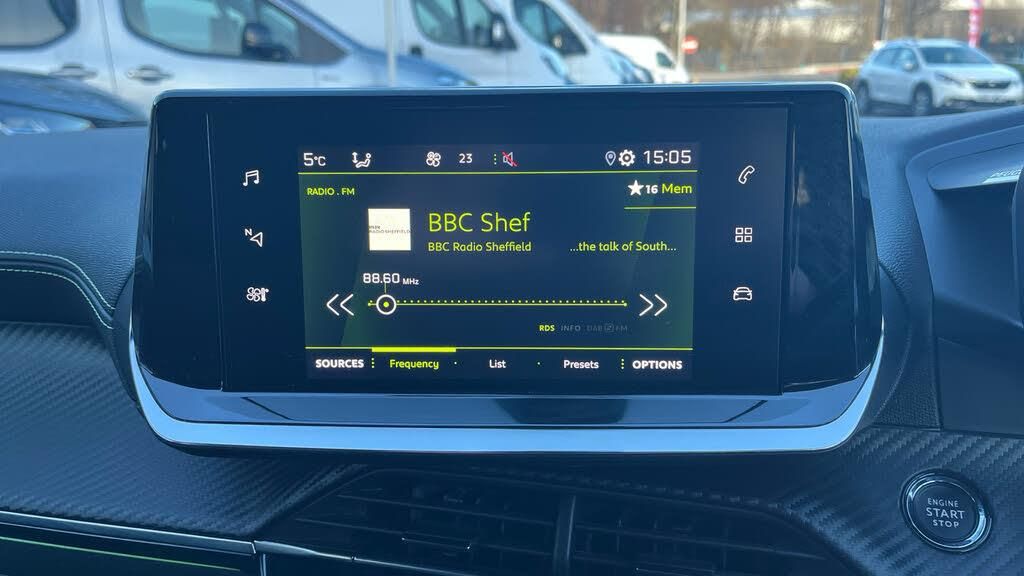 5°C 23 15:05
RADIO . FM
16 Mem
BBC Shef
BBC Radio Sheffield ...the talk of South...
88.60 MHz
RDS INFO DAB FM
SOURCES Frequency List Presets OPTIONS
N
ENGINE
START
STOP